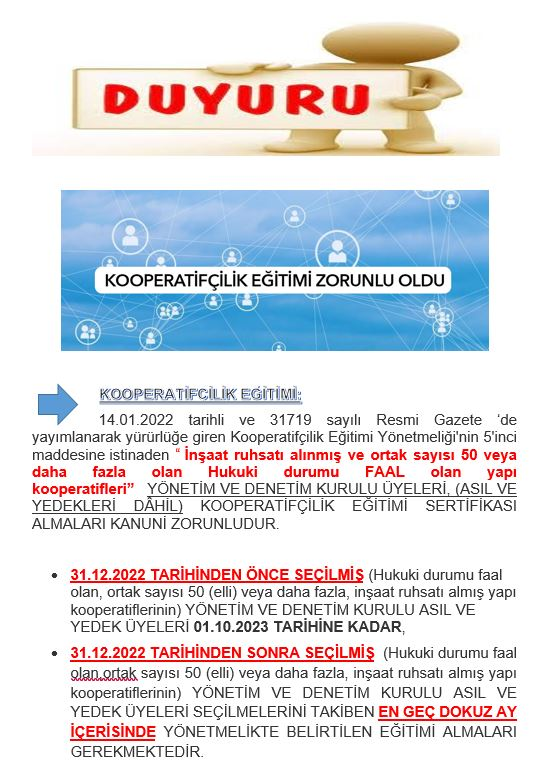 DUYURU
KOOPERATİFÇİLİK EĞİTİMİ ZORUNLU OLDU
KOOPERATİFCİLİK EĞİTİMİ:
14.01.2022 tarihli ve 31719 sayılı Resmi Gazete ‘de
yayımlanarak yürürlüğe giren Kooperatifçilik Eğitimi Yönetmeliği'nin 5'inci
maddesine istinaden “ İnşaat ruhsatı alınmış ve ortak sayısı 50 veya
daha fazla olan Hukuki durumu FAAL olan yapı
kooperatifleri” YÖNETİM VE DENETİM KURULU ÜYELERİ, (ASIL VE
YEDEKLERİ DÂHİL) KOOPERATİFÇİLİK EĞİTİMİ SERTİFİKASI
ALMALARI KANUNİ ZORUNLUDUR.
• 31.12.2022 TARİHİNDEN ÖNCE SEÇİLMİŞ (Hukuki durumu faal
olan, ortak sayısı 50 (elli) veya daha fazla, inşaat ruhsatı almış yapı
kooperatiflerinin) YÖNETİM VE DENETİM KURULU ASIL VE
YEDEK ÜYELERİ 01.10.2023 TARİHİNE KADAR,
• 31.12.2022 TARİHİNDEN SONRA SEÇİLMİŞ (Hukuki durumu faal
olan,ortak sayısı 50 (elli) veya daha fazla, inşaat ruhsatı almış yapı
kooperatiflerinin) YÖNETİM VE DENETİM KURULU ASIL VE
YEDEK ÜYELERİ SEÇİLMELERİNİ TAKİBEN EN GEÇ DOKUZ AY
İÇERİSİNDE YÖNETMELİKTE BELİRTİLEN EĞİTİMİ ALMALARI
GEREKMEKTEDİR.